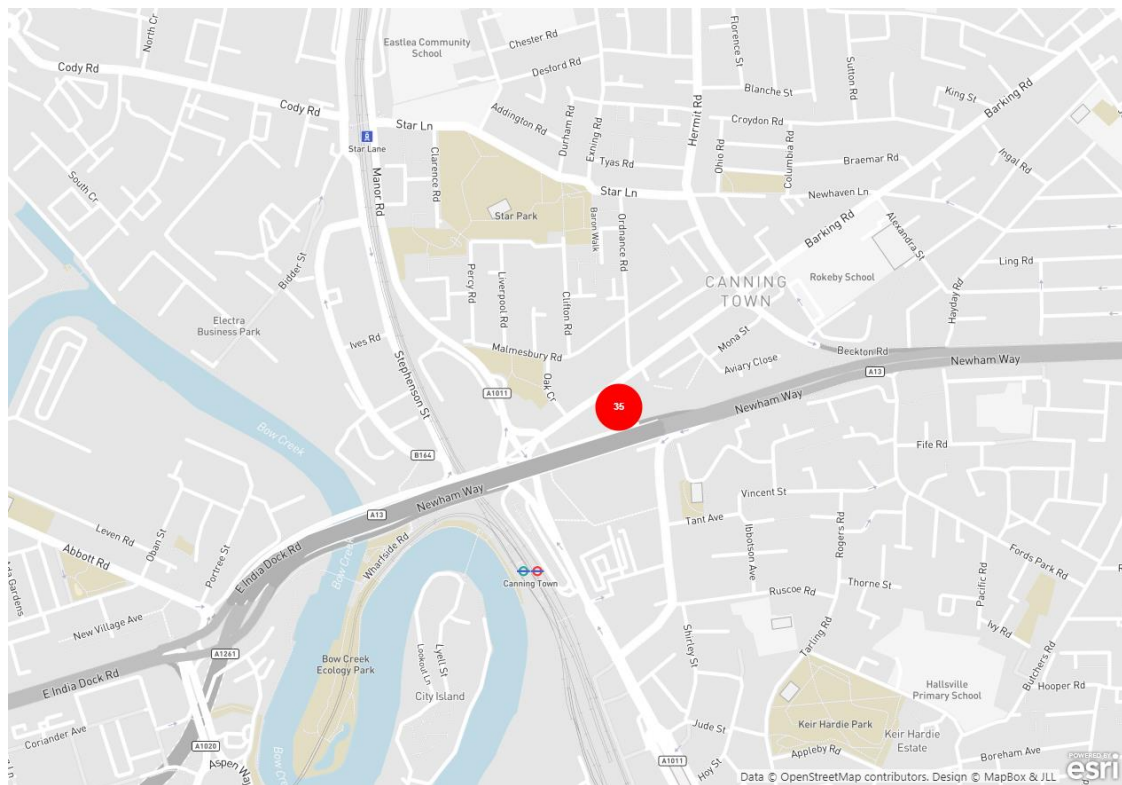 North Cr
Eastlea Community
School
Chester Rd
Desford Rd
Florence St
Blanche St
Sutton Rd
King St
Barking Rd
Cody Rd
Cody Rd
Star Ln
Addington Rd
Durham Rd
Exning Rd
Tyas Rd
Hermit Rd
Croydon Rd
Ohio Rd
Columbia Rd
Braemar Rd
Ingal Rd
Star Lane
Clarence Rd
Manor Rd
South Cr
Star Ln
Newhaven Ln
Star Park
Baron Walk
Ordnance Rd
Barking Rd
Alexandra St
Rokeby School
Ling Rd
Hayday Rd
Bidder St
Percy Rd
Liverpool Rd
Clifton Rd
CANNING
TOWN
Electra
Business Park
Ives Rd
Malmesbury Rd
Mona St
Aviary Close
Beckton Rd
Newham Way
A13
Stephenson St
A1011
Oak Cr
35
Newham Way
Bow Creek
B164
Fife Rd
Newham Way
A13
Vincent St
Tant Ave
Ibbotson Ave
Rogers Rd
Leven Rd
Oban St
Abbott Rd
Portree St
E India Dock Rd
Bow Creek
Wharfside Rd
Canning Town
Fords Park Rd
Ada Gardens
New Village Ave
Ruscoe Rd
Thorne St
Pacific Rd
Ivy Rd
Tarling Rd
Shirley St
Butchers Rd
A1261
Bow Creek
Ecology Park
Lookout Ln
Lyell St
City Island
E India Dock Rd
Hallsville
Primary School
Hooper Rd
Keir Hardie Park
Keir Hardie
Estate
Jude St
Coriander Ave
A1020
Aspen Way
Bow Cree
A1011
Hoy St
Appleby Rd
Boreham Ave
POWERED BY
esri
Data © OpenStreetMap contributors. Design © MapBox & JLL